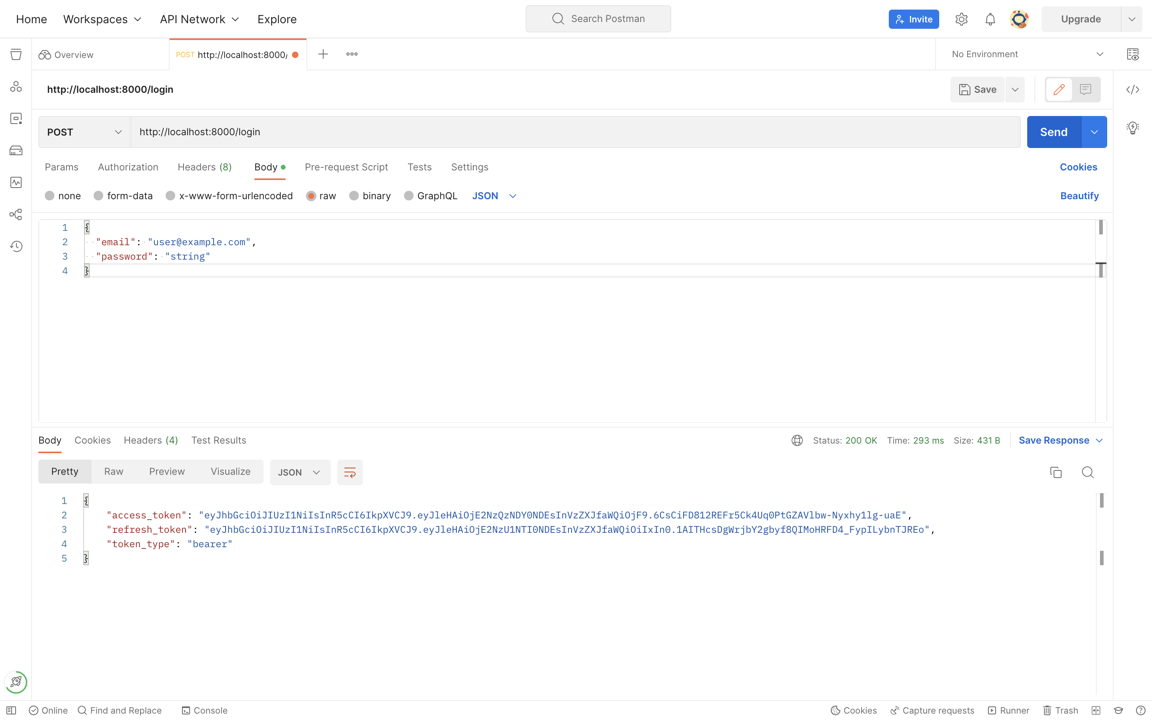 Home Workspaces API Network Explore Search Postman Invite Upgrade
Overview POST http://localhost:8000/ No Environment
http://localhost:8000/login Save
POST http://localhost:8000/login Send
Params Authorization Headers (8) Body Pre-request Script Tests Settings Cookies
none form-data x-www-form-urlencoded raw binary GraphQL JSON Beautify
1 {
2 "email": "user@example.com",
3 "password": "string"
4 }
Body Cookies Headers (4) Test Results Status: 200 OK Time: 293 ms Size: 431 B Save Response
Pretty Raw Preview Visualize JSON
1 {
2 "access_token": "eyJhbGciOiJIUzI1NiIsInR5cCI6IkpXVCJ9.eyJleHAiOjE2NzQzNDY0NDEsInVzZXJfaWQiOjF9.6CsCiFD812REFr5Ck4Uq0PtGZAVlbw-Nyxhy1lg-uaE",
3 "refresh_token": "eyJhbGciOiJIUzI1NiIsInR5cCI6IkpXVCJ9.eyJleHAiOjE2NzU1NTI0NDEsInVzZXJfaWQiOiIxIn0.1AITHcsDgWrjbY2gbyf8QIMoHRFD4_FypILybnTJREo",
4 "token_type": "bearer"
5 }
Online Find and Replace Console Cookies Capture requests Runner Trash